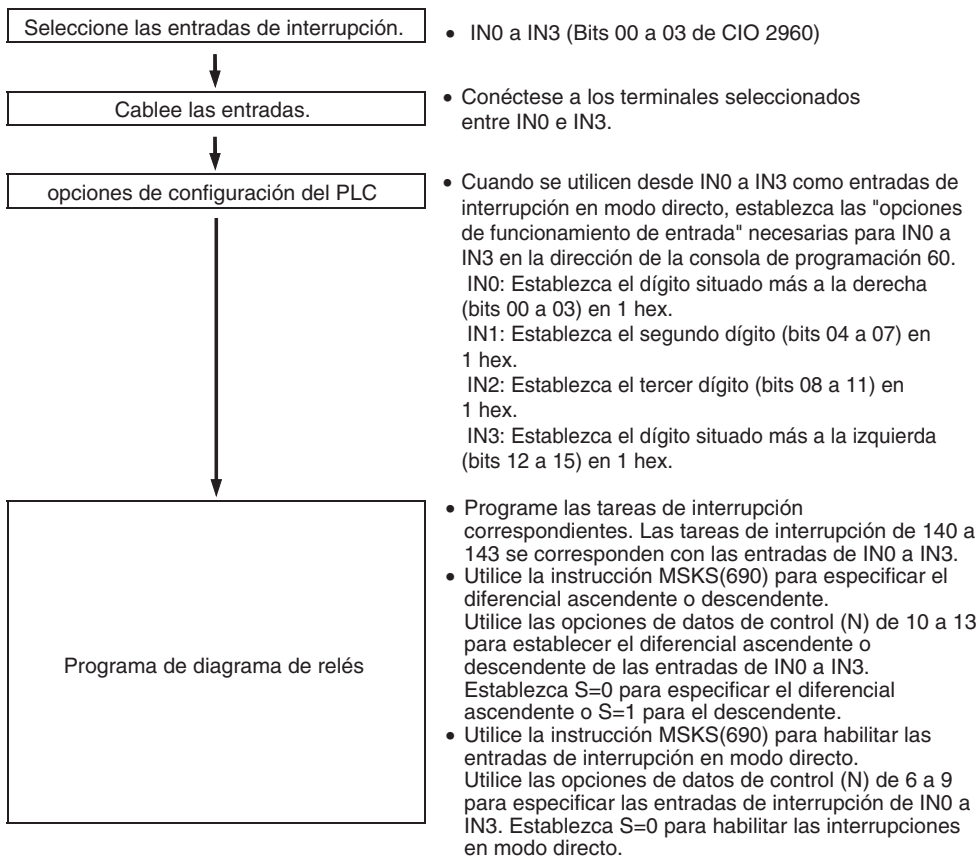 Seleccione las entradas de interrupción.
• IN0 a IN3 (Bits 00 a 03 de CIO 2960)
Cablee las entradas.
• Conéctese a los terminales seleccionados
entre IN0 e IN3.
opciones de configuración del PLC
• Cuando se utilicen desde IN0 a IN3 como entradas de
interrupción en modo directo, establezca las "opciones
de funcionamiento de entrada" necesarias para IN0 a
IN3 en la dirección de la consola de programación 60.
IN0: Establezca el dígito situado más a la derecha
(bits 00 a 03) en 1 hex.
IN1: Establezca el segundo dígito (bits 04 a 07) en
1 hex.
IN2: Establezca el tercer dígito (bits 08 a 11) en
1 hex.
IN3: Establezca el dígito situado más a la izquierda
(bits 12 a 15) en 1 hex.
Programa de diagrama de relés
• Programe las tareas de interrupción
correspondientes. Las tareas de interrupción de 140 a
143 se corresponden con las entradas de IN0 a IN3.
• Utilice la instrucción MSKS(690) para especificar el
diferencial ascendente o descendente.
Utilice las opciones de datos de control (N) de 10 a 13
para establecer el diferencial ascendente o
descendente de las entradas de IN0 a IN3.
Establezca S=0 para especificar el diferencial
ascendente o S=1 para el descendente.
• Utilice la instrucción MSKS(690) para habilitar las
entradas de interrupción en modo directo.
Utilice las opciones de datos de control (N) de 6 a 9
para especificar las entradas de interrupción de IN0 a
IN3. Establezca S=0 para habilitar las interrupciones
en modo directo.